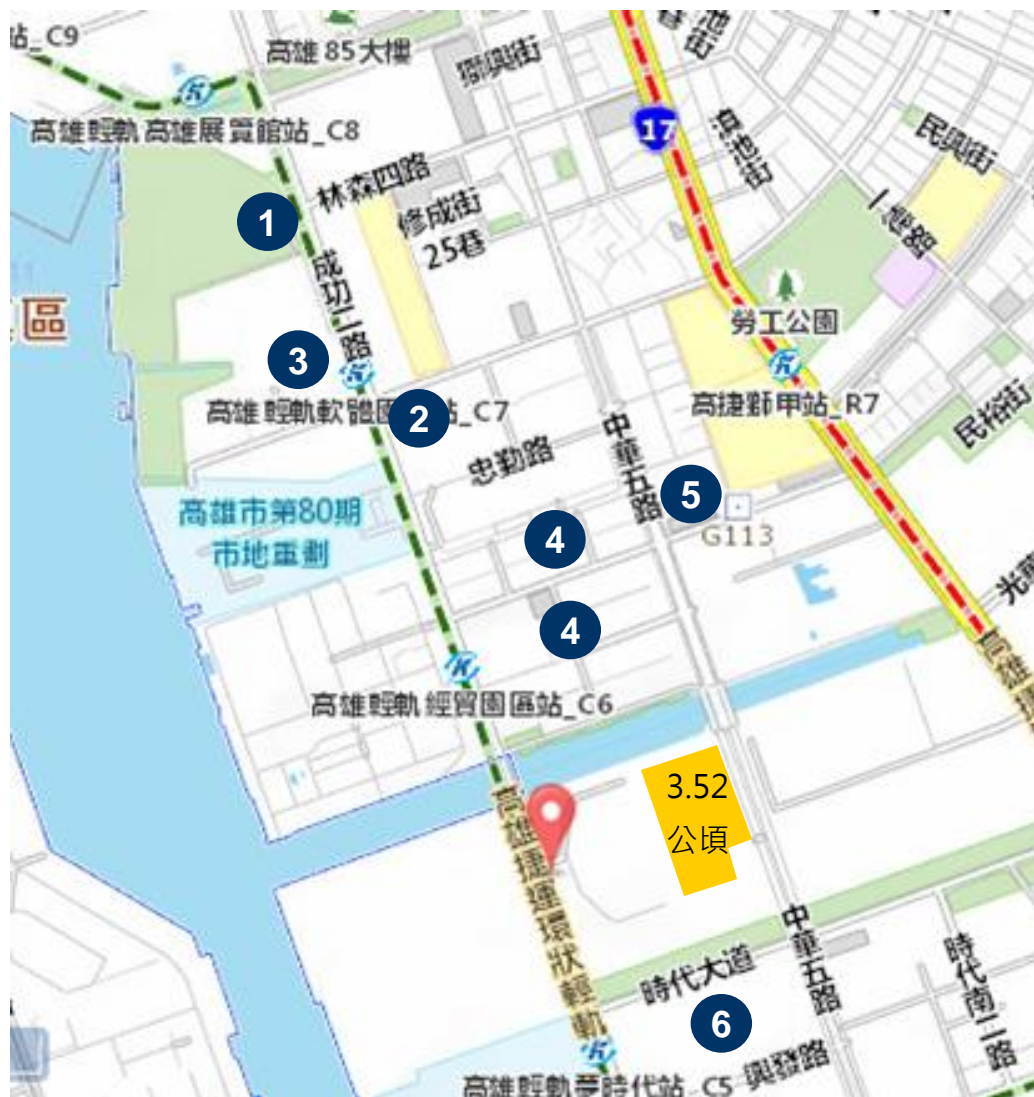 站_C9
高雄85大樓
高雄輕軌高雄展覽館站_C8
17
民興街
1
林森四路
修成街
25巷
成功二路
區
勞工公園
3
高雄輕軌軟體園
站_C7
2
高捷獅甲站_R7
民裕街
忠勤路
中華五路
5
G113
高雄市第80期
市地重劃
4
4
高雄輕軌經貿園區站_C6
3.52
公頃
高雄捷運環狀輕軌
時代大道
中華五路
時代南二路
6
興發路
高雄輕軌夢時代站_C5